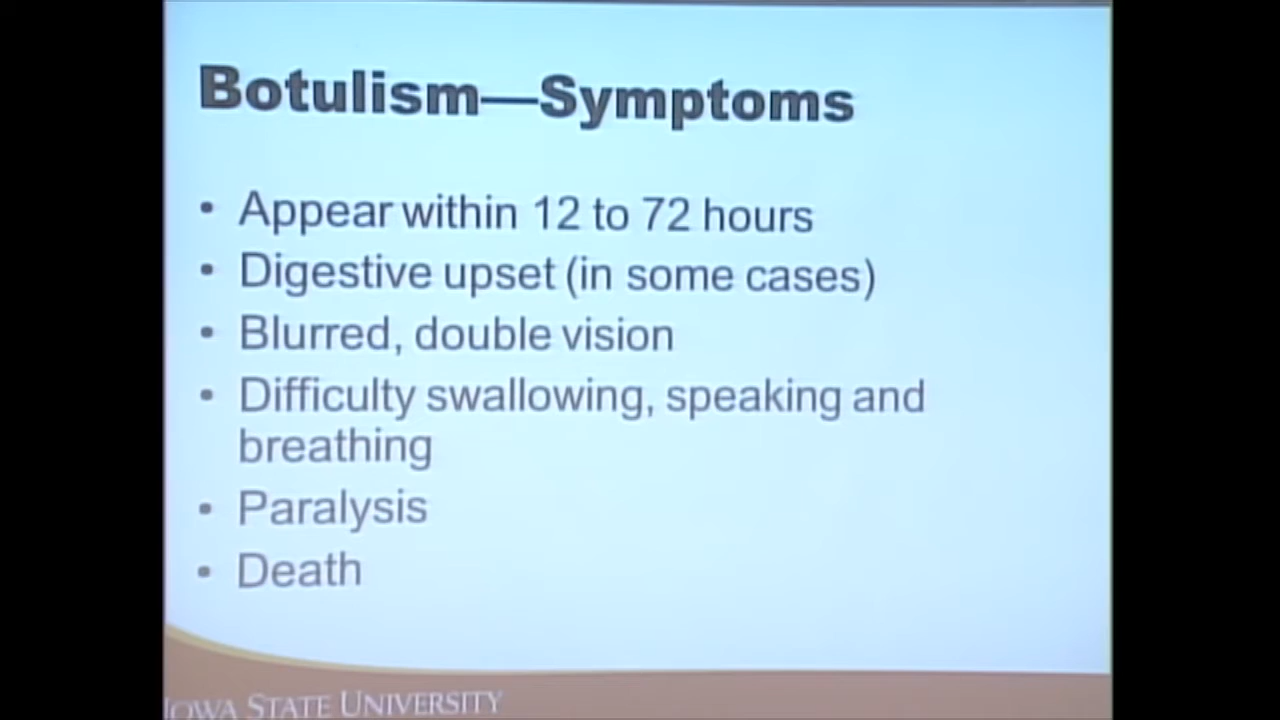 Botulism—Symptoms
• Appear within 12 to 72 hours
• Digestive upset (in some cases)
• Blurred, double vision
• Difficulty swallowing, speaking and
breathing
• Paralysis
• Death
IOWA STATE UNIVERSITY